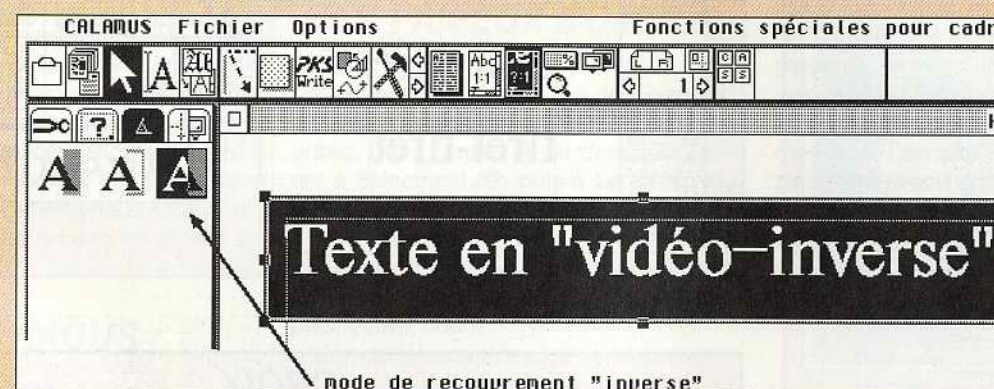 CALAMUS Fichier Options Fonctions spéciales pour cadr
PKS
Write
Abc
1:1
?:1
%
1
C A
S S
?
A A A
Texte en "vidéo-inverse"
mode de recouvrement "inverse"